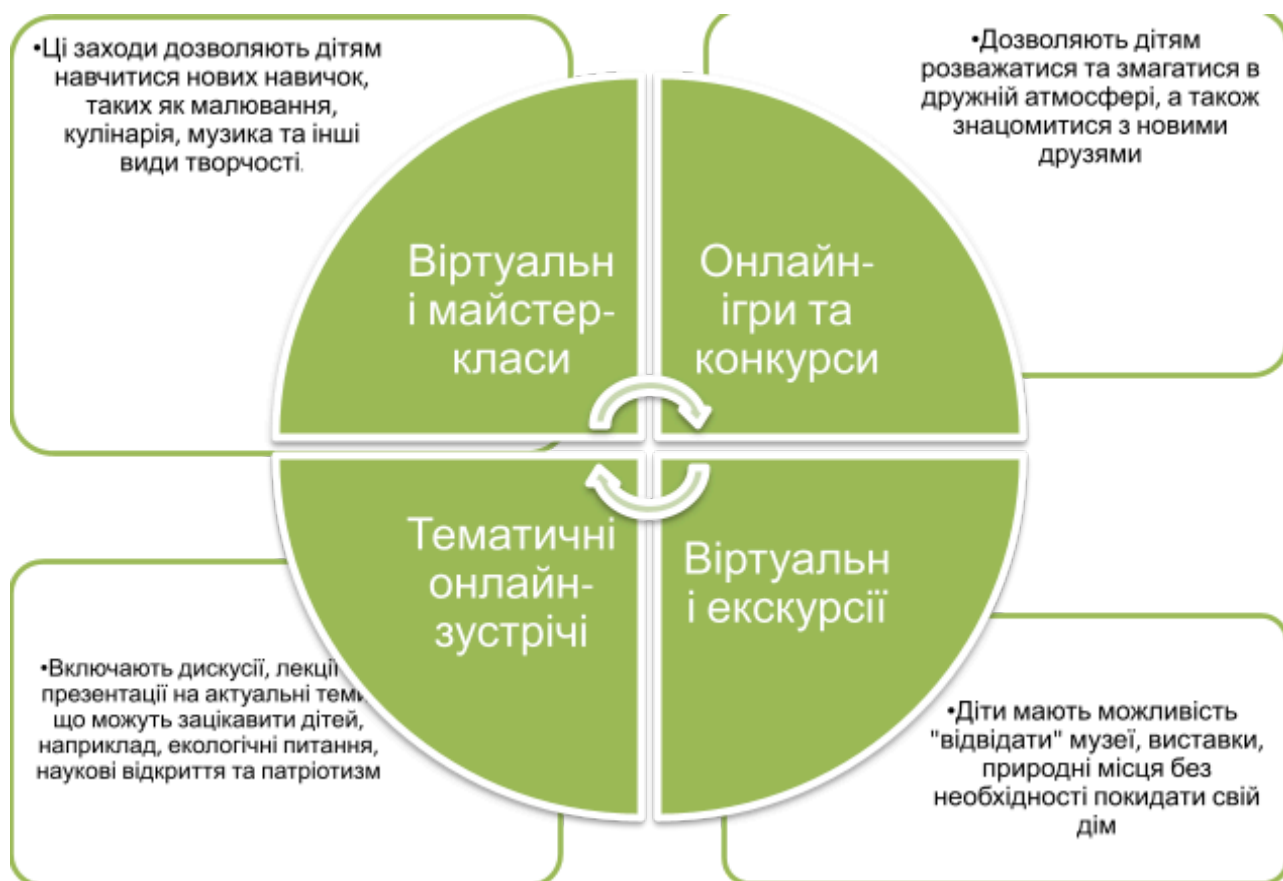 •Ці заходи дозволяють дітям
навчитися нових навичок,
таких як малювання,
кулінарія, музика та інші
види творчості.
•Дозволяють дітям
розважатися та змагатися в
дружній атмосфері, а також
знацомитися з новими
друзями
Віртуальн
і майстер-
класи
Онлайн-
ігри та
конкурси
Тематичні
онлайн-
зустрічі
Віртуальн
і екскурсії
•Включають дискусії, лекції
презентації на актуальні теми
що можуть зацікавити дітей,
наприклад, екологічні питання,
наукові відкриття та патріотизм
•Діти мають можливість
"відвідати" музеї, виставки,
природні місця без
необхідності покидати свій
дім